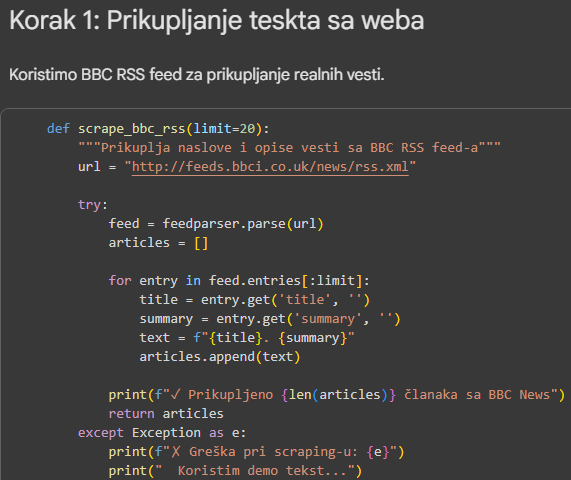 Korak 1: Prikupljanje teskta sa weba
Koristimo BBC RSS feed za prikupljanje realnih vesti.
def scrape_bbc_rss(limit=20):
"""Prikuplja naslove i opise vesti sa BBC RSS feed-a"""
url = "http://feeds.bbci.co.uk/news/rss.xml"
try:
feed = feedparser.parse(url)
articles = []
for entry in feed.entries[:limit]:
title = entry.get('title', '')
summary = entry.get('summary', '')
text = f"{title}. {summary}"
articles.append(text)
print(f"✓ Prikupljeno {len(articles)} članaka sa BBC News")
return articles
except Exception as e:
print(f"✗ Greška pri scraping-u: {e}")
print("  Koristim demo tekst...")